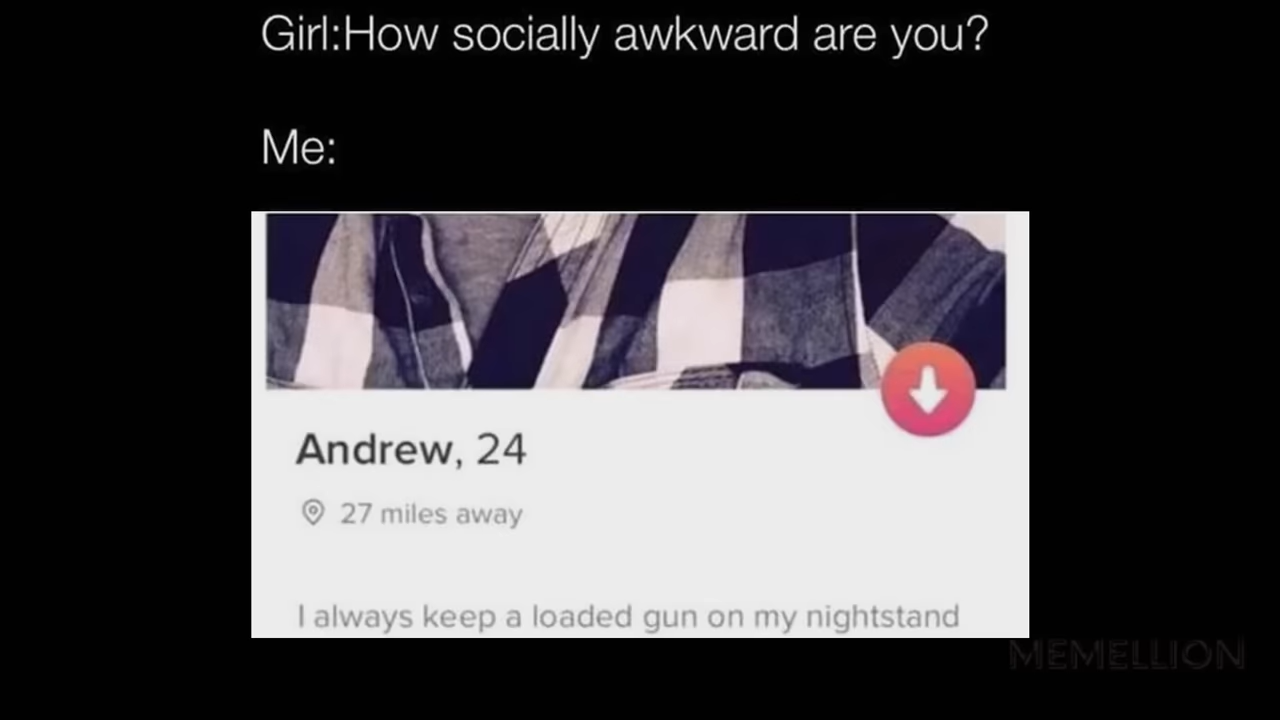 Girl:How socially awkward are you?
Me:
Andrew, 24
27 miles away
I always keep a loaded gun on my nightstand
MEMELLION